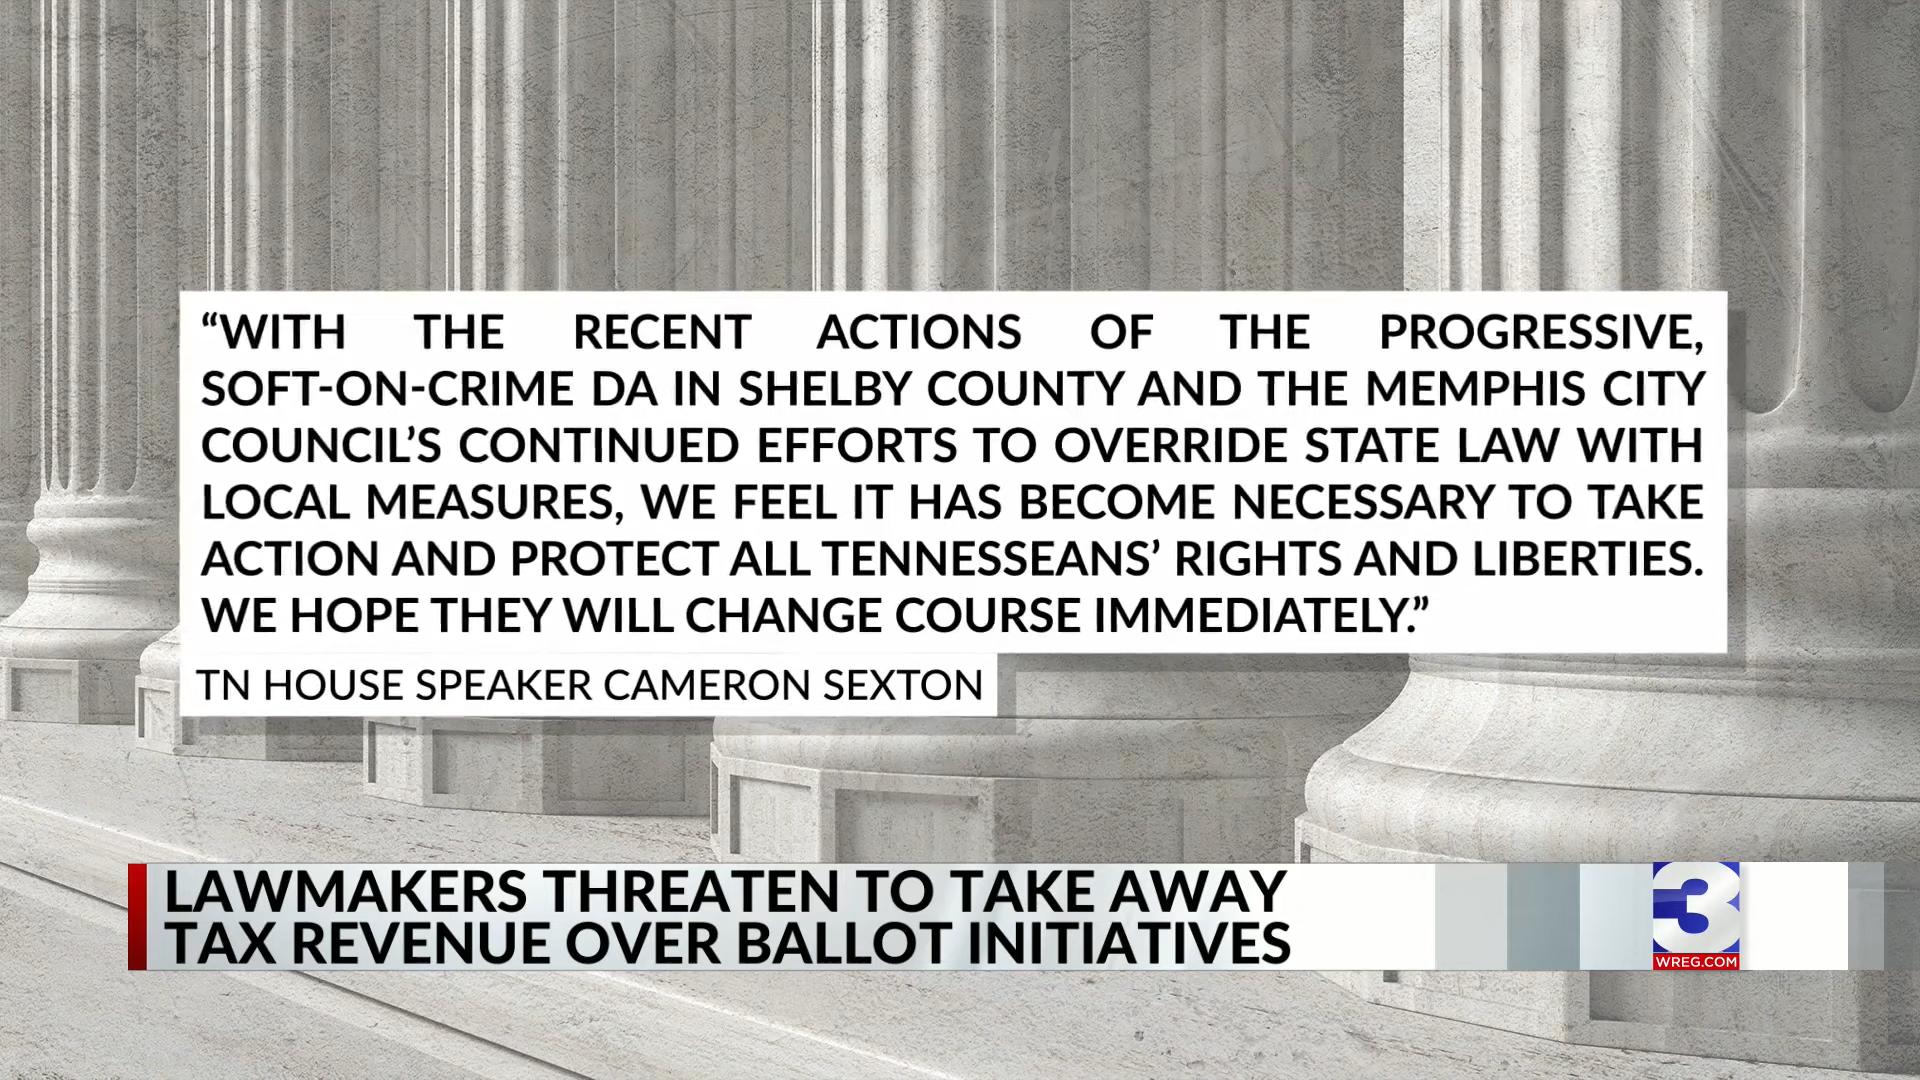 “WITH THE RECENT ACTIONS OF THE PROGRESSIVE,
SOFT-ON-CRIME DA IN SHELBY COUNTY AND THE MEMPHIS CITY
COUNCIL’S CONTINUED EFFORTS TO OVERRIDE STATE LAW WITH
LOCAL MEASURES, WE FEEL IT HAS BECOME NECESSARY TO TAKE
ACTION AND PROTECT ALL TENNESSEANS’ RIGHTS AND LIBERTIES.
WE HOPE THEY WILL CHANGE COURSE IMMEDIATELY.”
TN HOUSE SPEAKER CAMERON SEXTON
LAWMAKERS THREATEN TO TAKE AWAY
TAX REVENUE OVER BALLOT INITIATIVES
3
WREG.COM